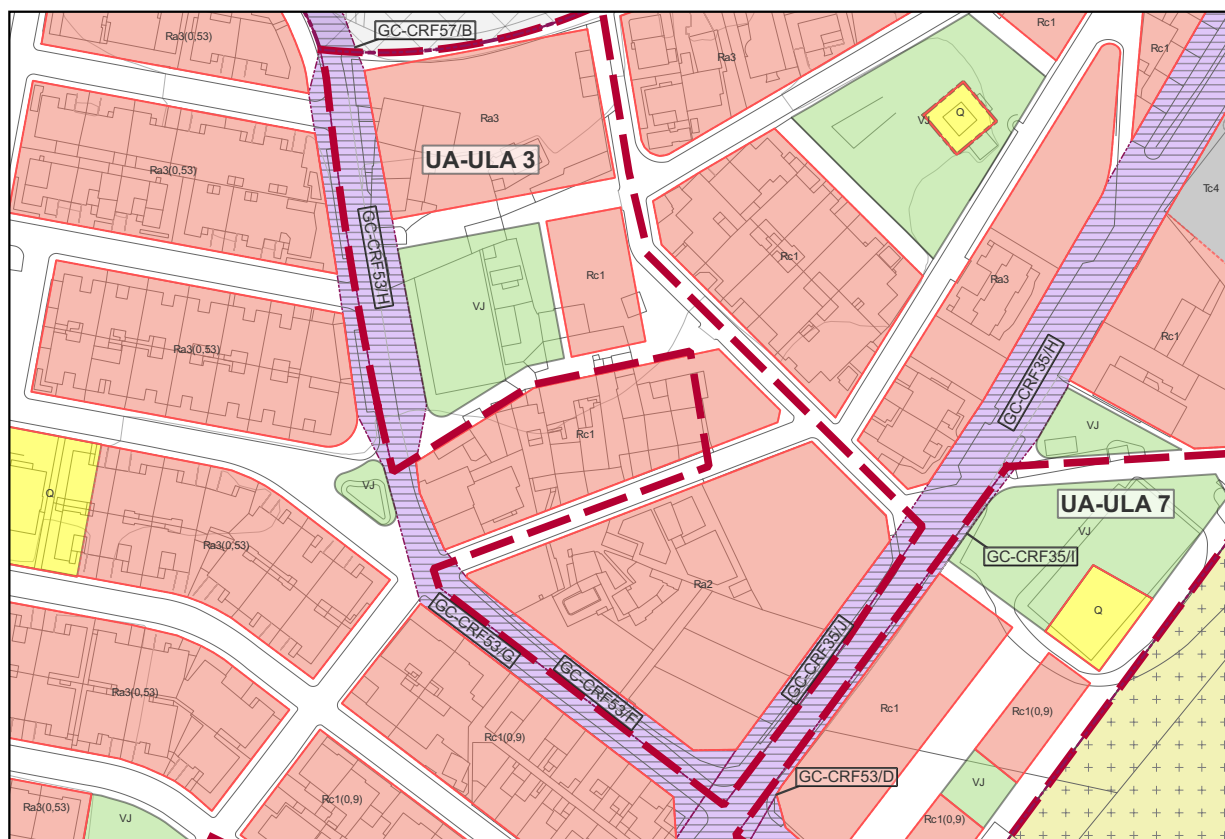 GC-CRF57/B
Rc1
Ra3(0,53)
Rc1
Ra3
Ra3
VJ
Q
UA-ULA 3
Ra3(0,53)
Tc4
GC-CRF53/H
Rc1
Rc1
Ra3
VJ
Rc1
Ra3(0,53)
GC-CRF35/H
VJ
Rc1
VJ
Q
UA-ULA 7
VJ
Ra3(0,53)
GC-CRF35/I
Ra2
Q
GC-CRF53/G
GC-CRF35/J
GC-CRF53/F
Ra3(0,53)
Rc1
Rc1(0,9)
Rc1(0,9)
GC-CRF53/D
VJ
Rc1(0,9)
Ra3(0,53)
VJ
Rc1(0,9)